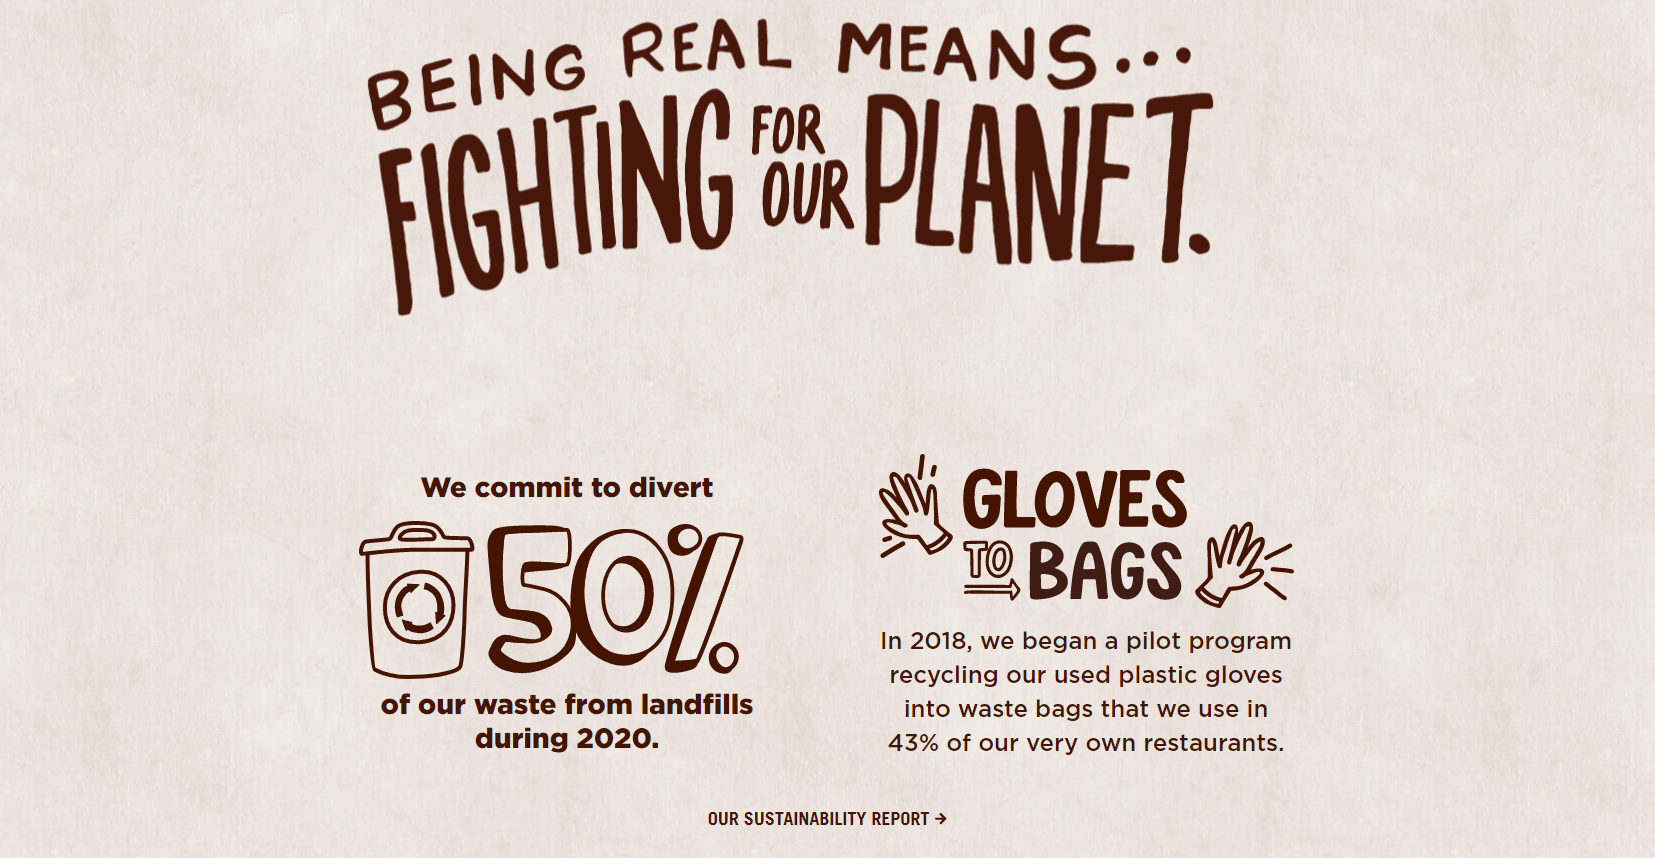 BEING REAL MEANS...
FIGHTING FOR OUR PLANET.
We commit to divert
50%
of our waste from landfills
during 2020.
GLOVES
TO BAGS
In 2018, we began a pilot program
recycling our used plastic gloves
into waste bags that we use in
43% of our very own restaurants.
OUR SUSTAINABILITY REPORT →